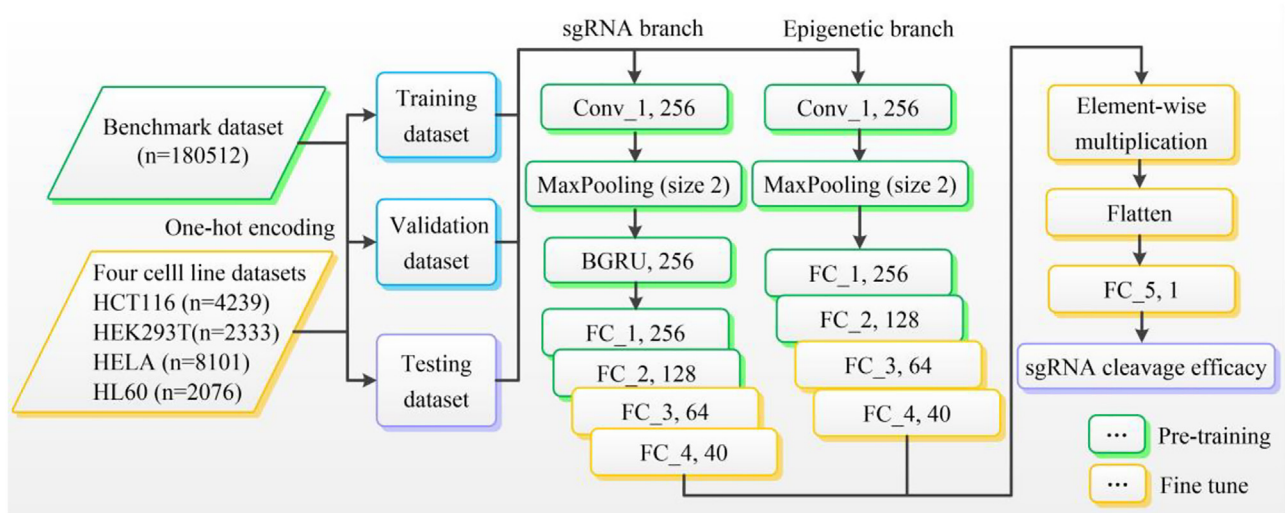 sgRNA branch
Epigenetic branch
Benchmark dataset
(n=180512)
One-hot encoding
Four celll line datasets
HCT116 (n=4239)
HEK293T(n=2333)
HELA (n=8101)
HL60 (n=2076)
Training
dataset
Validation
dataset
Testing
dataset
Conv_1, 256
MaxPooling (size 2)
BGRU, 256
FC_1, 256
FC_2, 128
FC_3, 64
FC_4, 40
Conv_1, 256
MaxPooling (size 2)
FC_1, 256
FC_2, 128
FC_3, 64
FC_4, 40
Element-wise
multiplication
Flatten
FC_5, 1
sgRNA cleavage efficacy
... Pre-training
... Fine tune